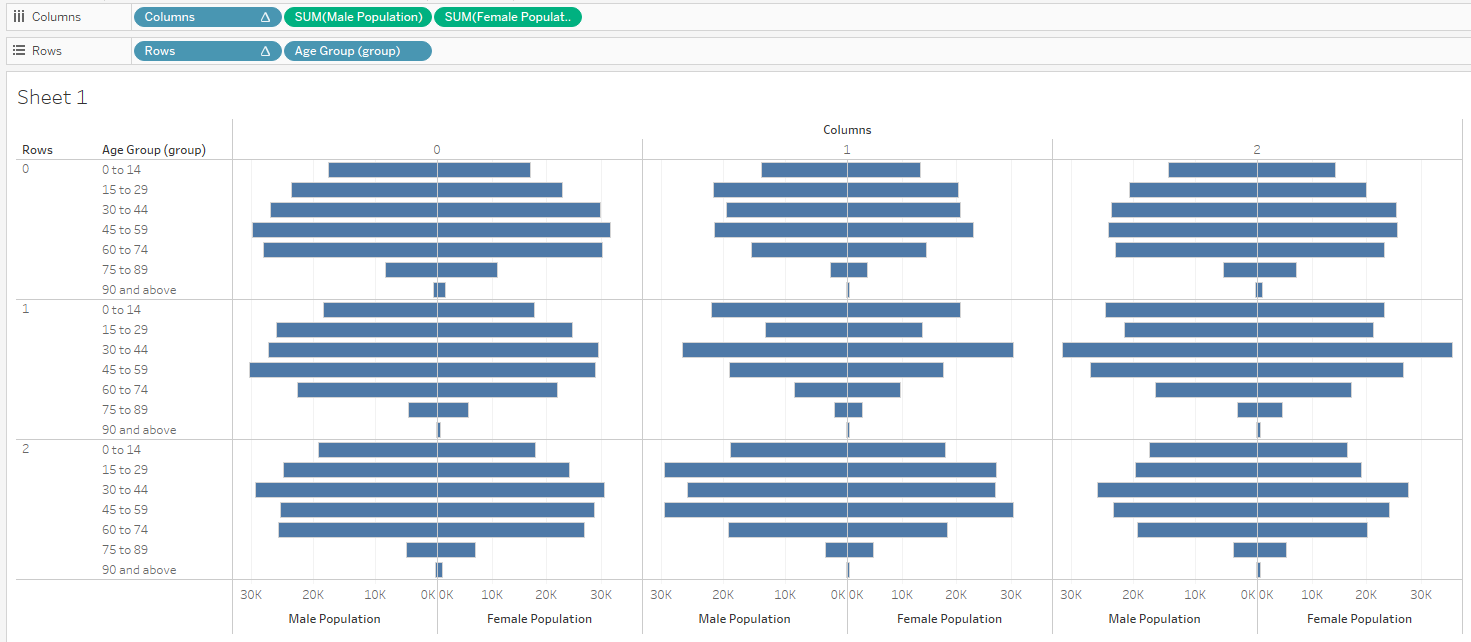 Columns Columns SUM(Male Population) SUM(Female Populat..
Rows Rows Age Group (group)
Sheet 1
Columns
Rows Age Group (group) 0 1 2
0 0 to 14
15 to 29
30 to 44
45 to 59
60 to 74
75 to 89
90 and above
1 0 to 14
15 to 29
30 to 44
45 to 59
60 to 74
75 to 89
90 and above
2 0 to 14
15 to 29
30 to 44
45 to 59
60 to 74
75 to 89
90 and above
30K 20K 10K 0K 0K 10K 20K 30K 30K 20K 10K 0K 0K 10K 20K 30K 30K 20K 10K 0K 0K 10K 20K 30K
Male Population Female Population Male Population Female Population Male Population Female Population